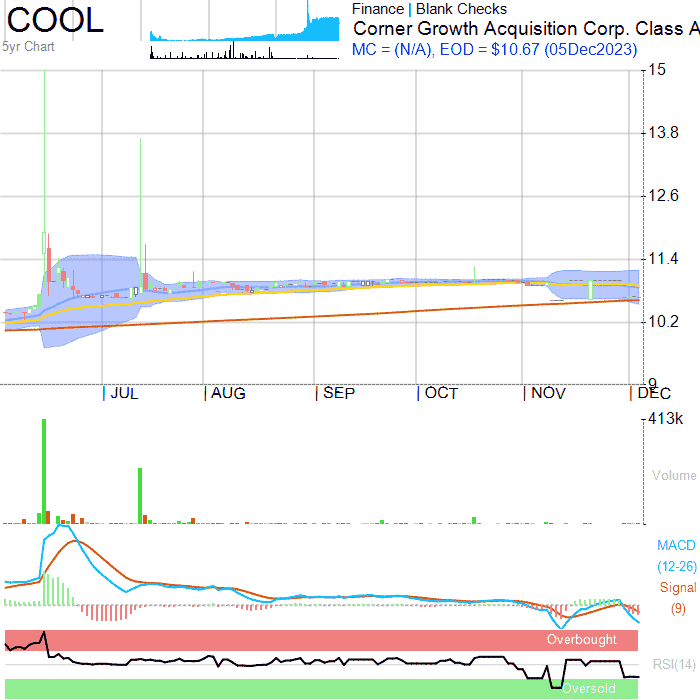 COOL
5yr Chart
Finance | Blank Checks
Corner Growth Acquisition Corp. Class A
MC = (N/A), EOD = $10.67 (05Dec2023)
15
13.8
12.6
11.4
10.2
9
JUL
AUG
SEP
OCT
NOV
DEC
413k
Volume
MACD
(12-26)
Signal
(9)
Overbought
RSI(14)
Oversold